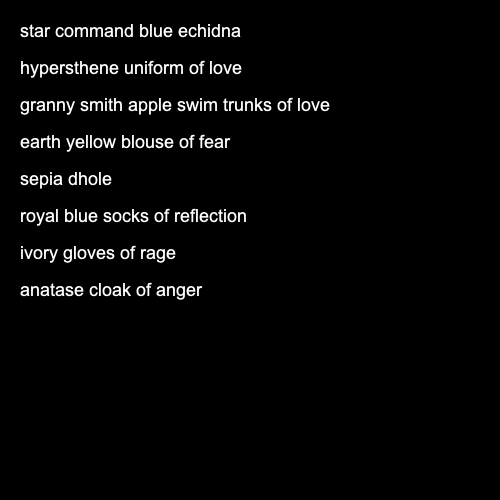 star command blue echidna
hypersthene uniform of love
granny smith apple swim trunks of love
earth yellow blouse of fear
sepia dhole
royal blue socks of reflection
ivory gloves of rage
anatase cloak of anger